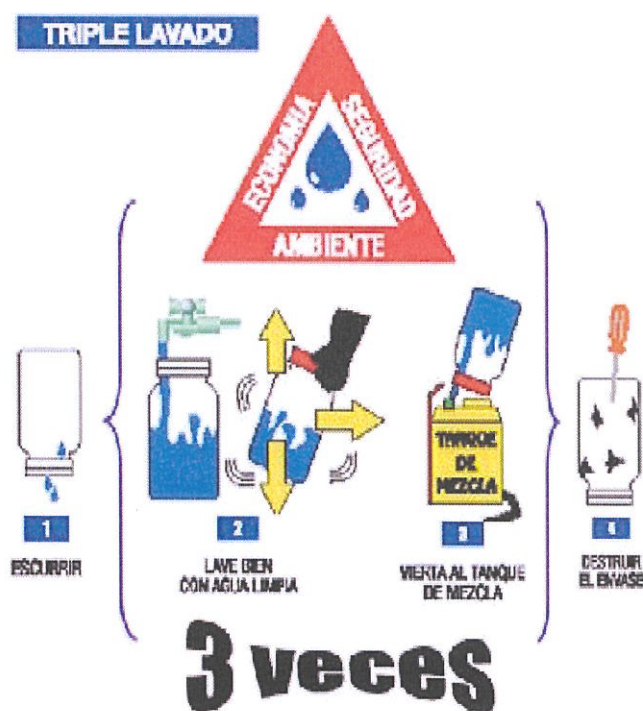 TRIPLE LAVADO
ECONOMIA
SEGURIDAD
AMBIENTE
TANQUE
DE
MEZCLA
1
ESCURRIR
2
LAVE BIEN
CON AGUA LIMPIA
3
VIERTA AL TANQUE
DE MEZCLA
4
DESTRUIR
EL ENVASE
3 veces